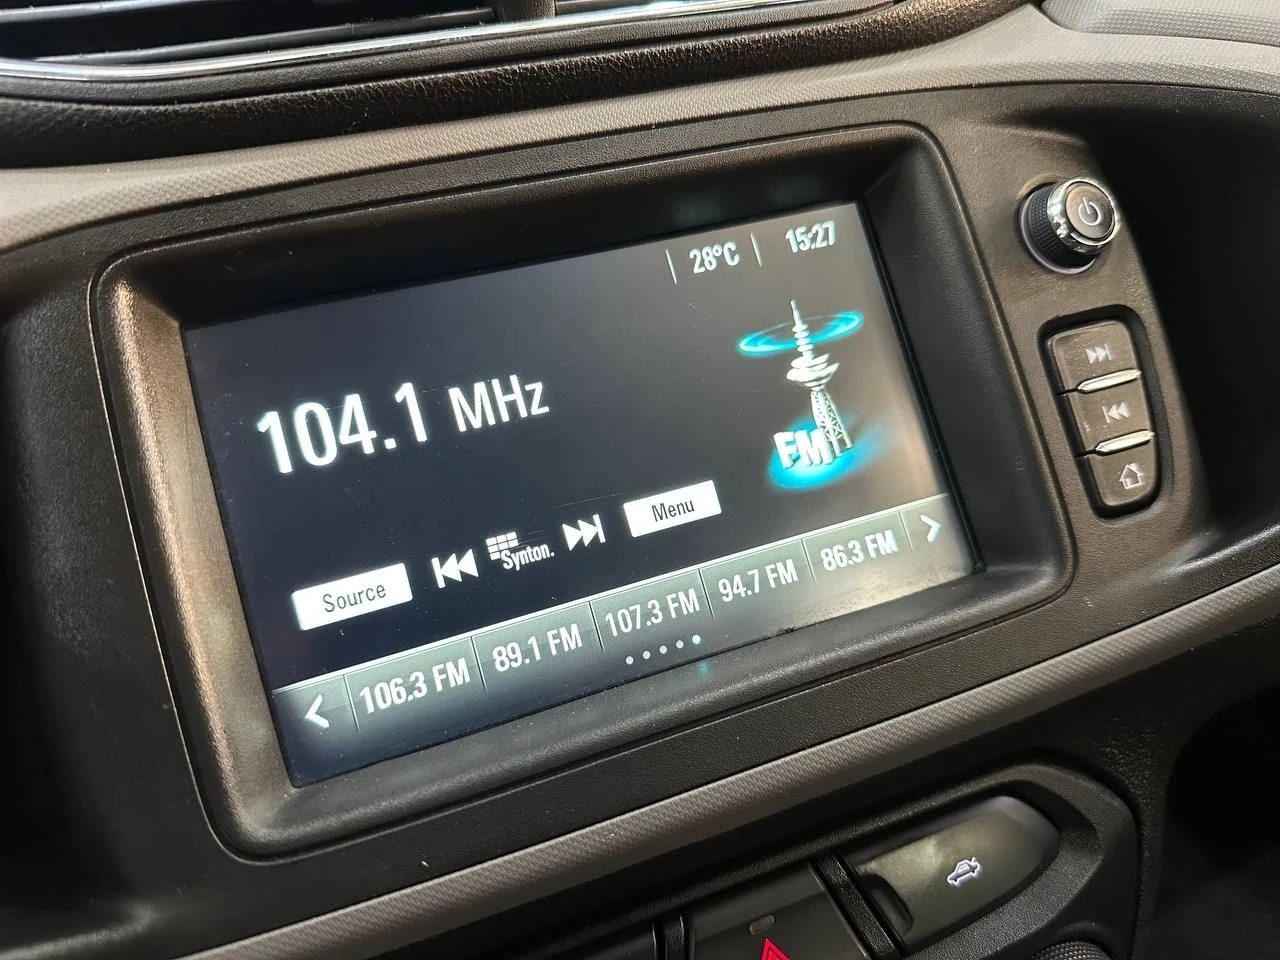 28°C 15:27
104.1 MHz
FM
Source Synton. Menu
106.3 FM 89.1 FM 107.3 FM 94.7 FM 86.3 FM